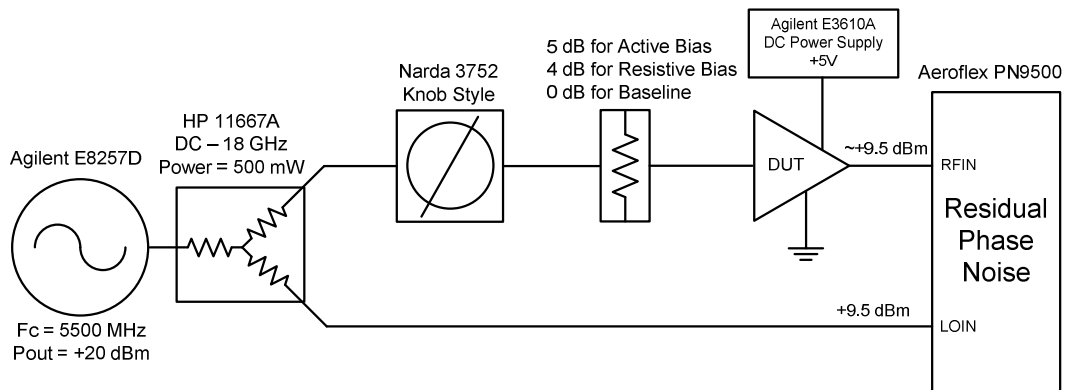 Agilent E8257D
Fc = 5500 MHz
Pout = +20 dBm
HP 11667A
DC – 18 GHz
Power = 500 mW
Narda 3752
Knob Style
5 dB for Active Bias
4 dB for Resistive Bias
0 dB for Baseline
Agilent E3610A
DC Power Supply
+5V
DUT
~+9.5 dBm
+9.5 dBm
Aeroflex PN9500
RFIN
Residual
Phase
Noise
LOIN